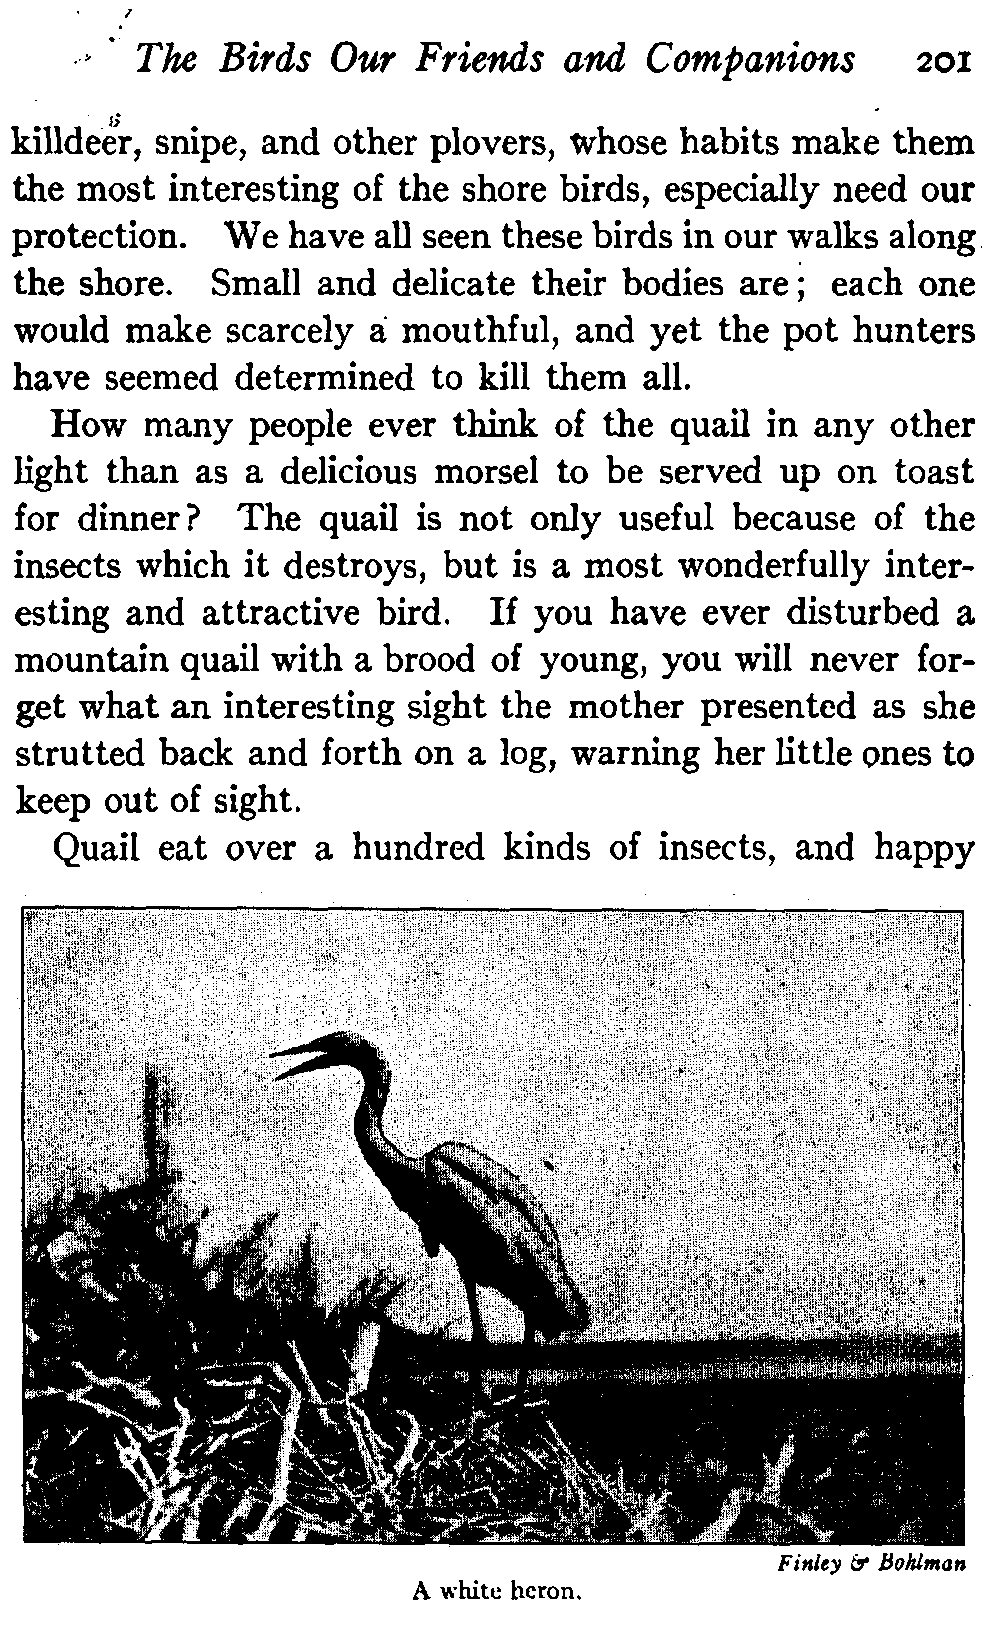 The Birds Our Friends and Companions 201
killdeer, snipe, and other plovers, whose habits make them
the most interesting of the shore birds, especially need our
protection. We have all seen these birds in our walks along
the shore. Small and delicate their bodies are; each one
would make scarcely a mouthful, and yet the pot hunters
have seemed determined to kill them all.
How many people ever think of the quail in any other
light than as a delicious morsel to be served up on toast
for dinner? The quail is not only useful because of the
insects which it destroys, but is a most wonderfully inter-
esting and attractive bird. If you have ever disturbed a
mountain quail with a brood of young, you will never for-
get what an interesting sight the mother presented as she
strutted back and forth on a log, warning her little ones to
keep out of sight.
Quail eat over a hundred kinds of insects, and happy
Finley & Bohlman
A white heron.